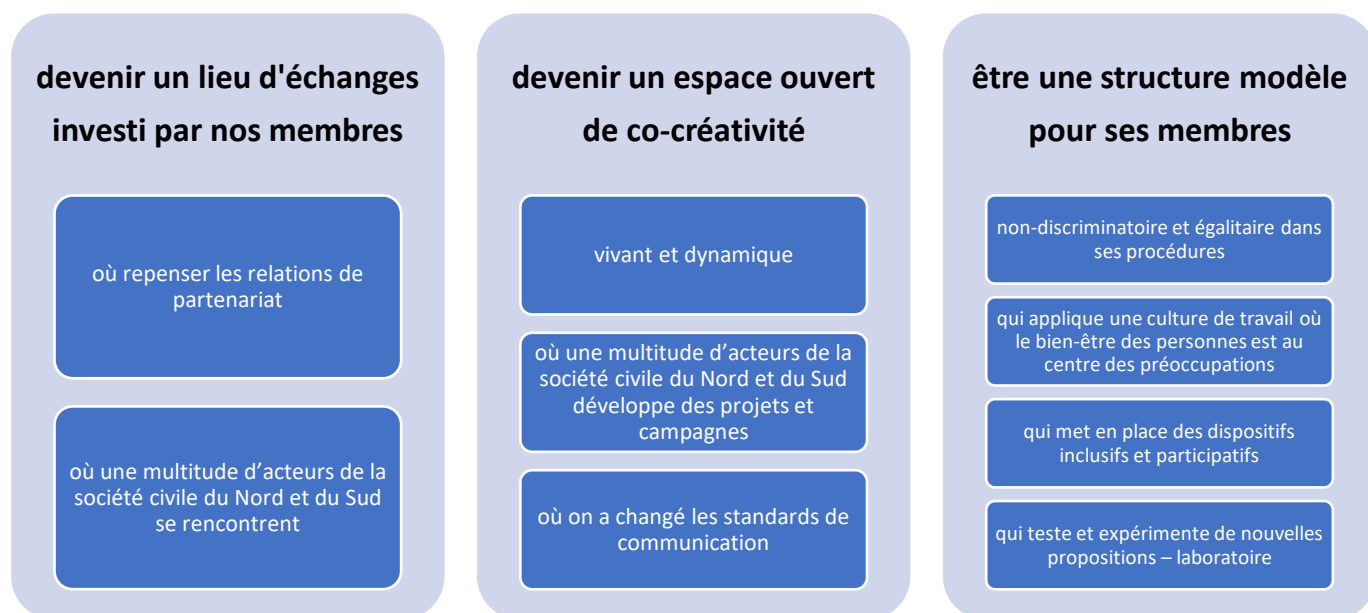 devenir un lieu d'échanges
investi par nos membres
où repenser les relations de
partenariat
où une multitude d’acteurs de la
société civile du Nord et du Sud
se rencontrent
devenir un espace ouvert
de co-créativité
vivant et dynamique
où une multitude d’acteurs de la
société civile du Nord et du Sud
développe des projets et
campagnes
où on a changé les standards de
communication
être une structure modèle
pour ses membres
non-discriminatoire et égalitaire dans
ses procédures
qui applique une culture de travail où
le bien-être des personnes est au
centre des préoccupations
qui met en place des dispositifs
inclusifs et participatifs
qui teste et expérimente de nouvelles
propositions – laboratoire